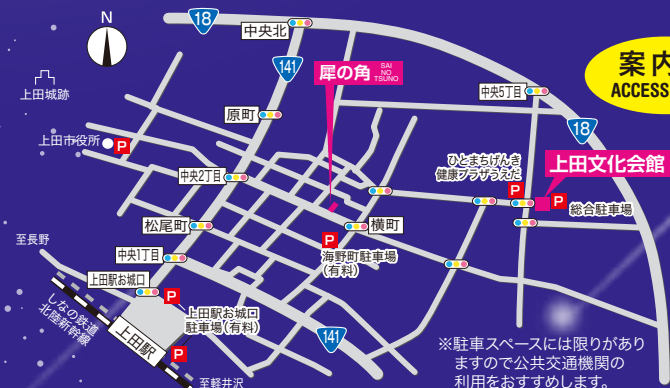 N
18
中央北
141
犀の角
SAI
NO
TSUNO
案内
ACCESS
上田城跡
中央5丁目
原町
18
上田市役所
P
ひとまちげんき
健康プラザうえだ
上田文化会館
中央2丁目
P
P
総合駐車場
松尾町
横町
至長野
中央1丁目
P
海野町駐車場
(有料)
上田駅お城口
P
上田駅お城口
駐車場(有料)
しなの鉄道
北陸新幹線
上田駅
P
141
至軽井沢
※駐車スペースには限りがあり
ますので公共交通機関の
利用をおすすめします。